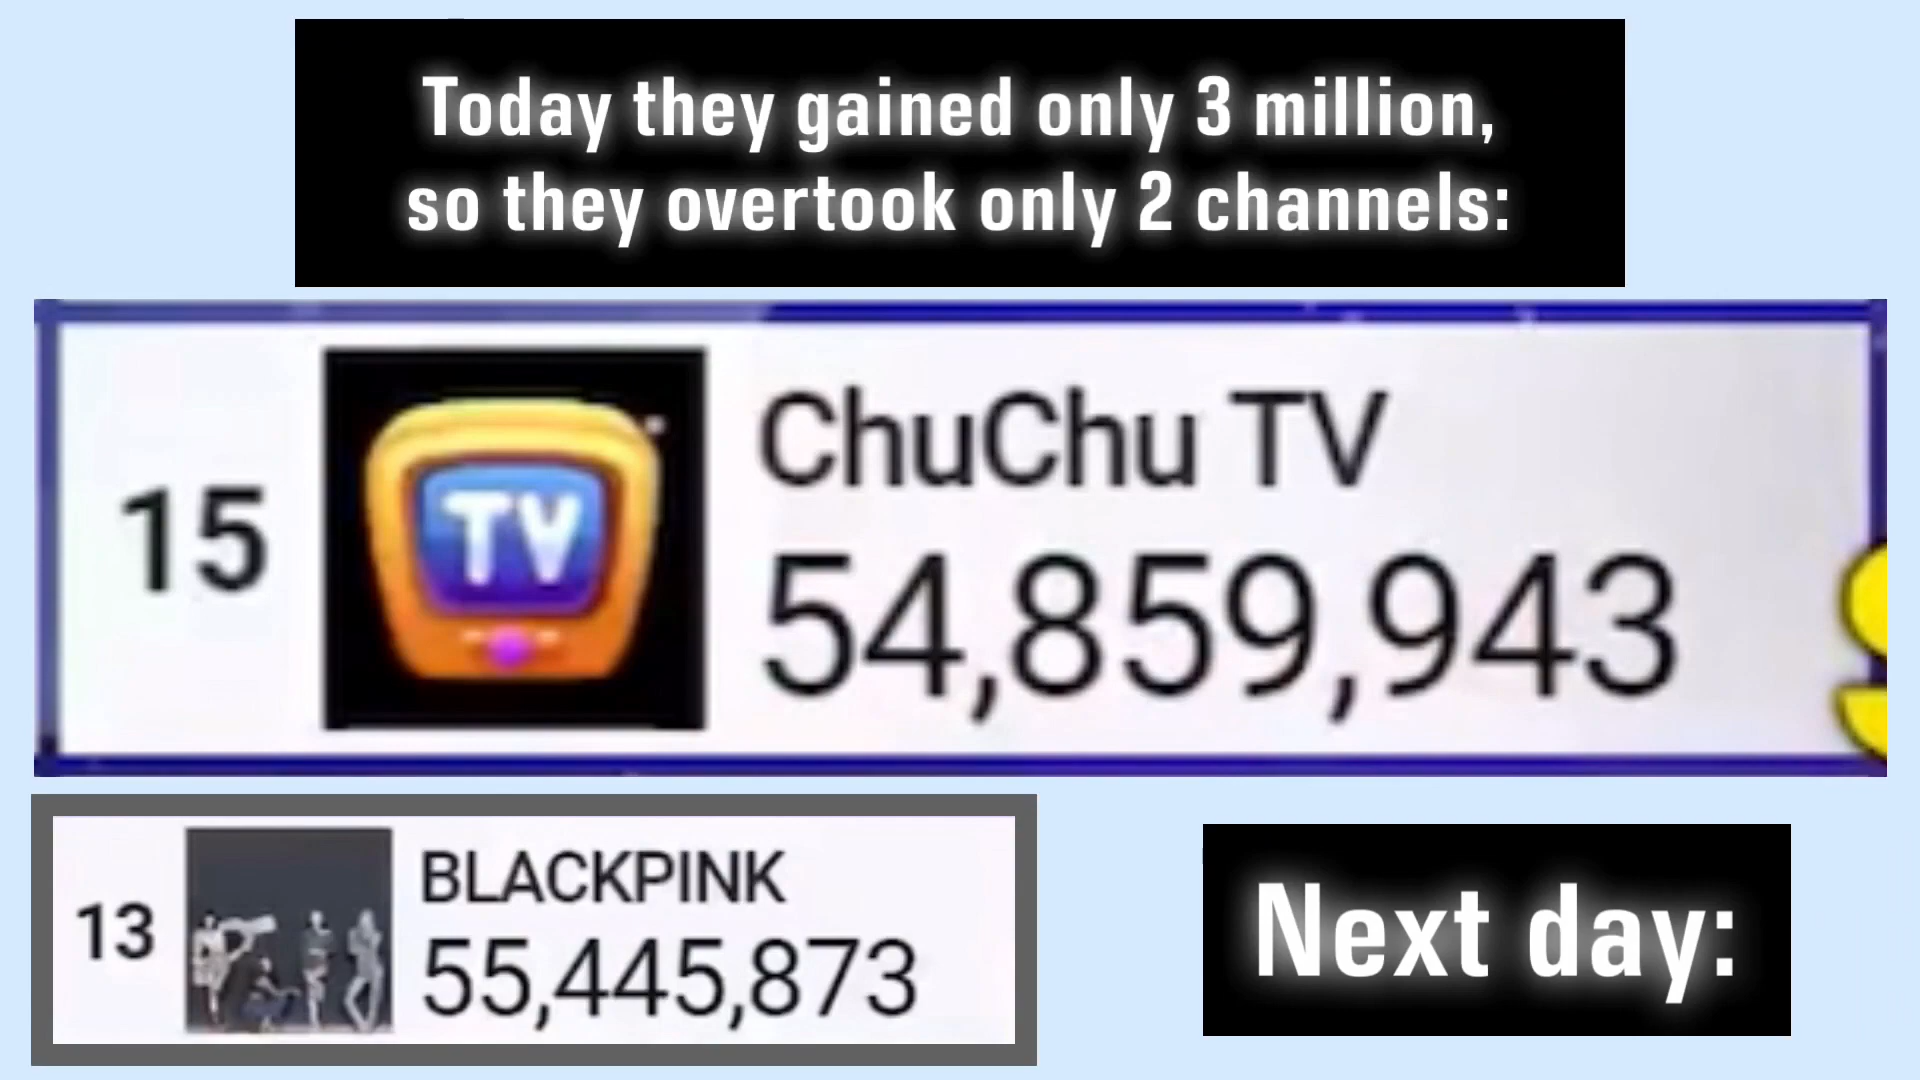 Today they gained only 3 million,
so they overtook only 2 channels:
15
TV
ChuChu TV
54,859,943
13
BLACKPINK
55,445,873
Next day: